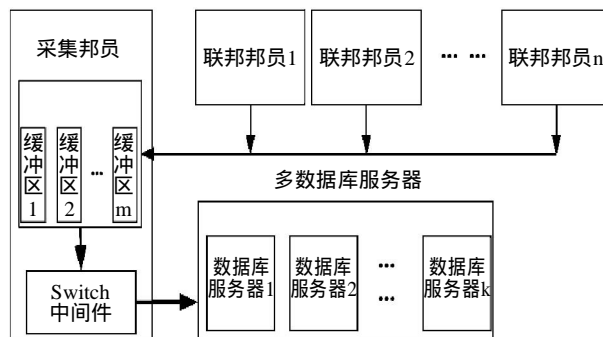 采集邦员
联邦邦员1
联邦邦员2
... ...
联邦邦员n
缓冲区1
缓冲区2
...
缓冲区m
多数据库服务器
Switch
中间件
数据库
服务器1
数据库
服务器2
...
...
数据库
服务器k